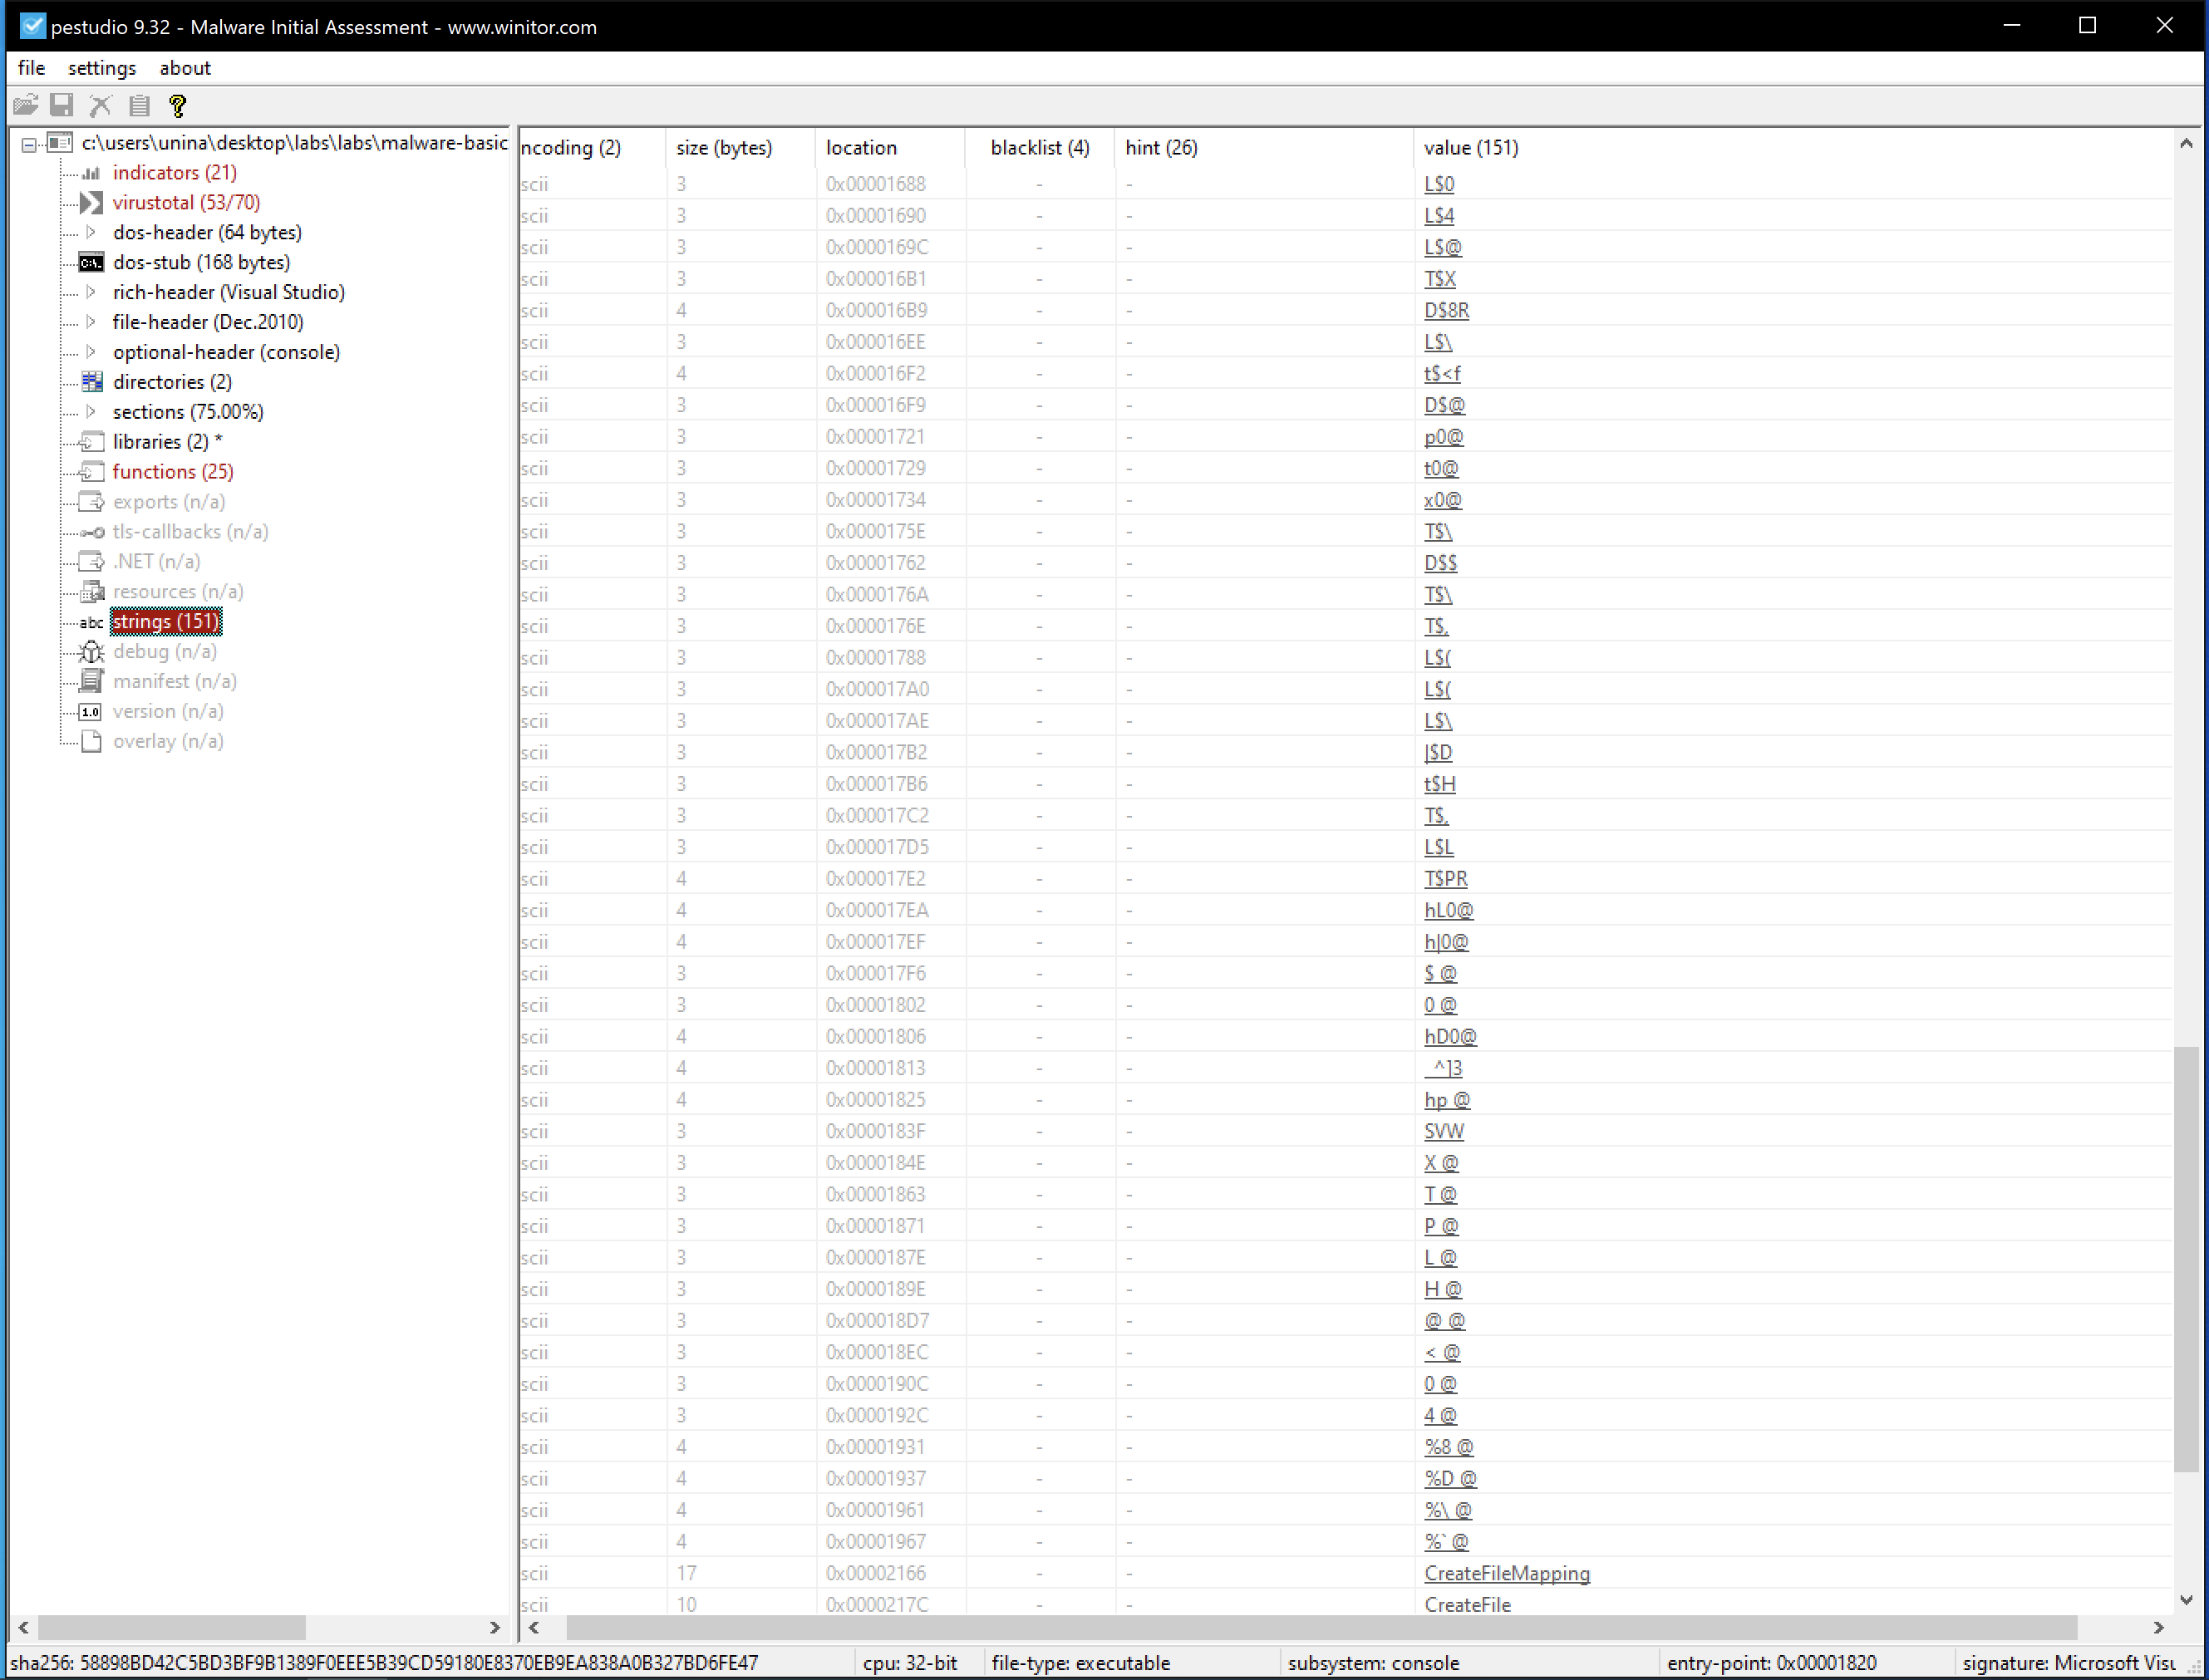 pestudio 9.32 - Malware Initial Assessment - www.winitor.com
file settings about
c:\users\unina\desktop\labs\labs\malware-basic
indicators (21)
virustotal (53/70)
dos-header (64 bytes)
dos-stub (168 bytes)
rich-header (Visual Studio)
file-header (Dec.2010)
optional-header (console)
directories (2)
sections (75.00%)
libraries (2) *
functions (25)
exports (n/a)
tls-callbacks (n/a)
.NET (n/a)
resources (n/a)
abc strings (151)
debug (n/a)
manifest (n/a)
1.0 version (n/a)
overlay (n/a)
ncoding (2) size (bytes) location blacklist (4) hint (26) value (151)
scii 3 0x00001688 - - L$0
scii 3 0x00001690 - - L$4
scii 3 0x0000169C - - L$@
scii 3 0x000016B1 - - T$X
scii 4 0x000016B9 - - D$8R
scii 3 0x000016EE - - L$\
scii 4 0x000016F2 - - t$<f
scii 3 0x000016F9 - - D$@
scii 3 0x00001721 - - p0@
scii 3 0x00001729 - - t0@
scii 3 0x00001734 - - x0@
scii 3 0x0000175E - - T$\
scii 3 0x00001762 - - D$$
scii 3 0x0000176A - - T$\
scii 3 0x0000176E - - T$,
scii 3 0x00001788 - - L$(
scii 3 0x000017A0 - - L$(
scii 3 0x000017AE - - L$\
scii 3 0x000017B2 - - |$D
scii 3 0x000017B6 - - t$H
scii 3 0x000017C2 - - T$,
scii 3 0x000017D5 - - L$L
scii 4 0x000017E2 - - T$PR
scii 4 0x000017EA - - hL0@
scii 4 0x000017EF - - h|0@
scii 3 0x000017F6 - - $ @
scii 3 0x00001802 - - 0 @
scii 4 0x00001806 - - hD0@
scii 4 0x00001813 - - _^]3
scii 4 0x00001825 - - hp @
scii 3 0x0000183F - - SVW
scii 3 0x0000184E - - X @
scii 3 0x00001863 - - T @
scii 3 0x00001871 - - P @
scii 3 0x0000187E - - L @
scii 3 0x0000189E - - H @
scii 3 0x000018D7 - - @ @
scii 3 0x000018EC - - < @
scii 3 0x0000190C - - 0 @
scii 3 0x0000192C - - 4 @
scii 4 0x00001931 - - %8 @
scii 4 0x00001937 - - %D @
scii 4 0x00001961 - - %\ @
scii 4 0x00001967 - - %` @
scii 17 0x00002166 - - CreateFileMapping
scii 10 0x0000217C - - CreateFile
sha256: 58898BD42C5BD3BF9B1389F0EEE5B39CD59180E8370EB9EA838A0B327BD6FE47 cpu: 32-bit file-type: executable subsystem: console entry-point: 0x00001820 signature: Microsoft Visu